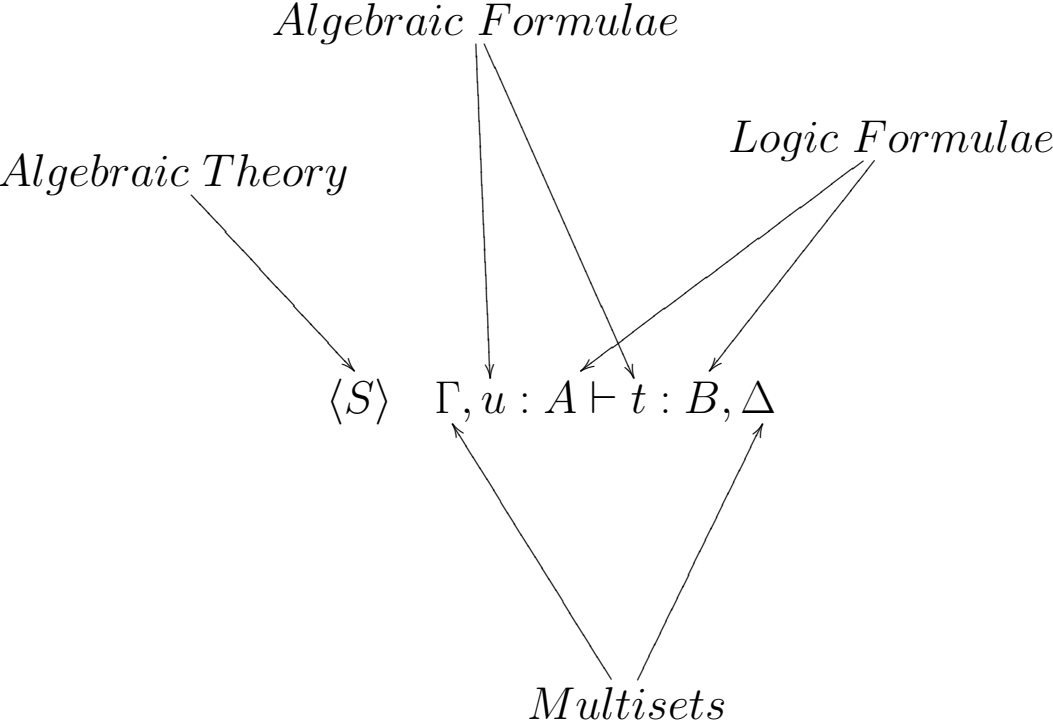 Algebraic Formulae
Logic Formulae
Algebraic Theory
⟨S⟩ Γ, u : A ⊢ t : B, Δ
Multisets